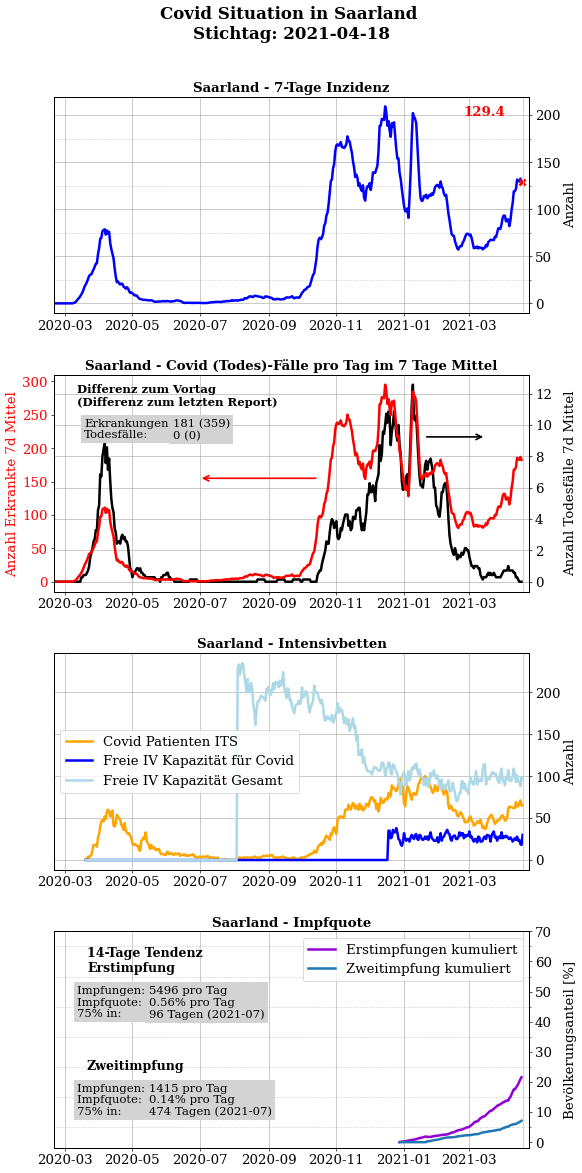 Covid Situation in Saarland
Stichtag: 2021-04-18
Saarland - 7-Tage Inzidenz
129.4
200
150
100
50
0
Anzahl
2020-03 2020-05 2020-07 2020-09 2020-11 2021-01 2021-03
Saarland - Covid (Todes)-Fälle pro Tag im 7 Tage Mittel
Anzahl Erkrankte 7d Mittel
300
250
200
150
100
50
0
Differenz zum Vortag
(Differenz zum letzten Report)
Erkrankungen 181 (359)
Todesfälle: 0 (0)
12
10
8
6
4
2
0
Anzahl Todesfälle 7d Mittel
2020-03 2020-05 2020-07 2020-09 2020-11 2021-01 2021-03
Saarland - Intensivbetten
Covid Patienten ITS
Freie IV Kapazität für Covid
Freie IV Kapazität Gesamt
200
150
100
50
0
Anzahl
2020-03 2020-05 2020-07 2020-09 2020-11 2021-01 2021-03
Saarland - Impfquote
14-Tage Tendenz
Erstimpfung
Impfungen: 5496 pro Tag
Impfquote: 0.56% pro Tag
75% in: 96 Tagen (2021-07)
Zweitimpfung
Impfungen: 1415 pro Tag
Impfquote: 0.14% pro Tag
75% in: 474 Tagen (2021-07)
Erstimpfungen kumuliert
Zweitimpfung kumuliert
70
60
50
40
30
20
10
0
Bevölkerungsanteil [%]
2020-03 2020-05 2020-07 2020-09 2020-11 2021-01 2021-03